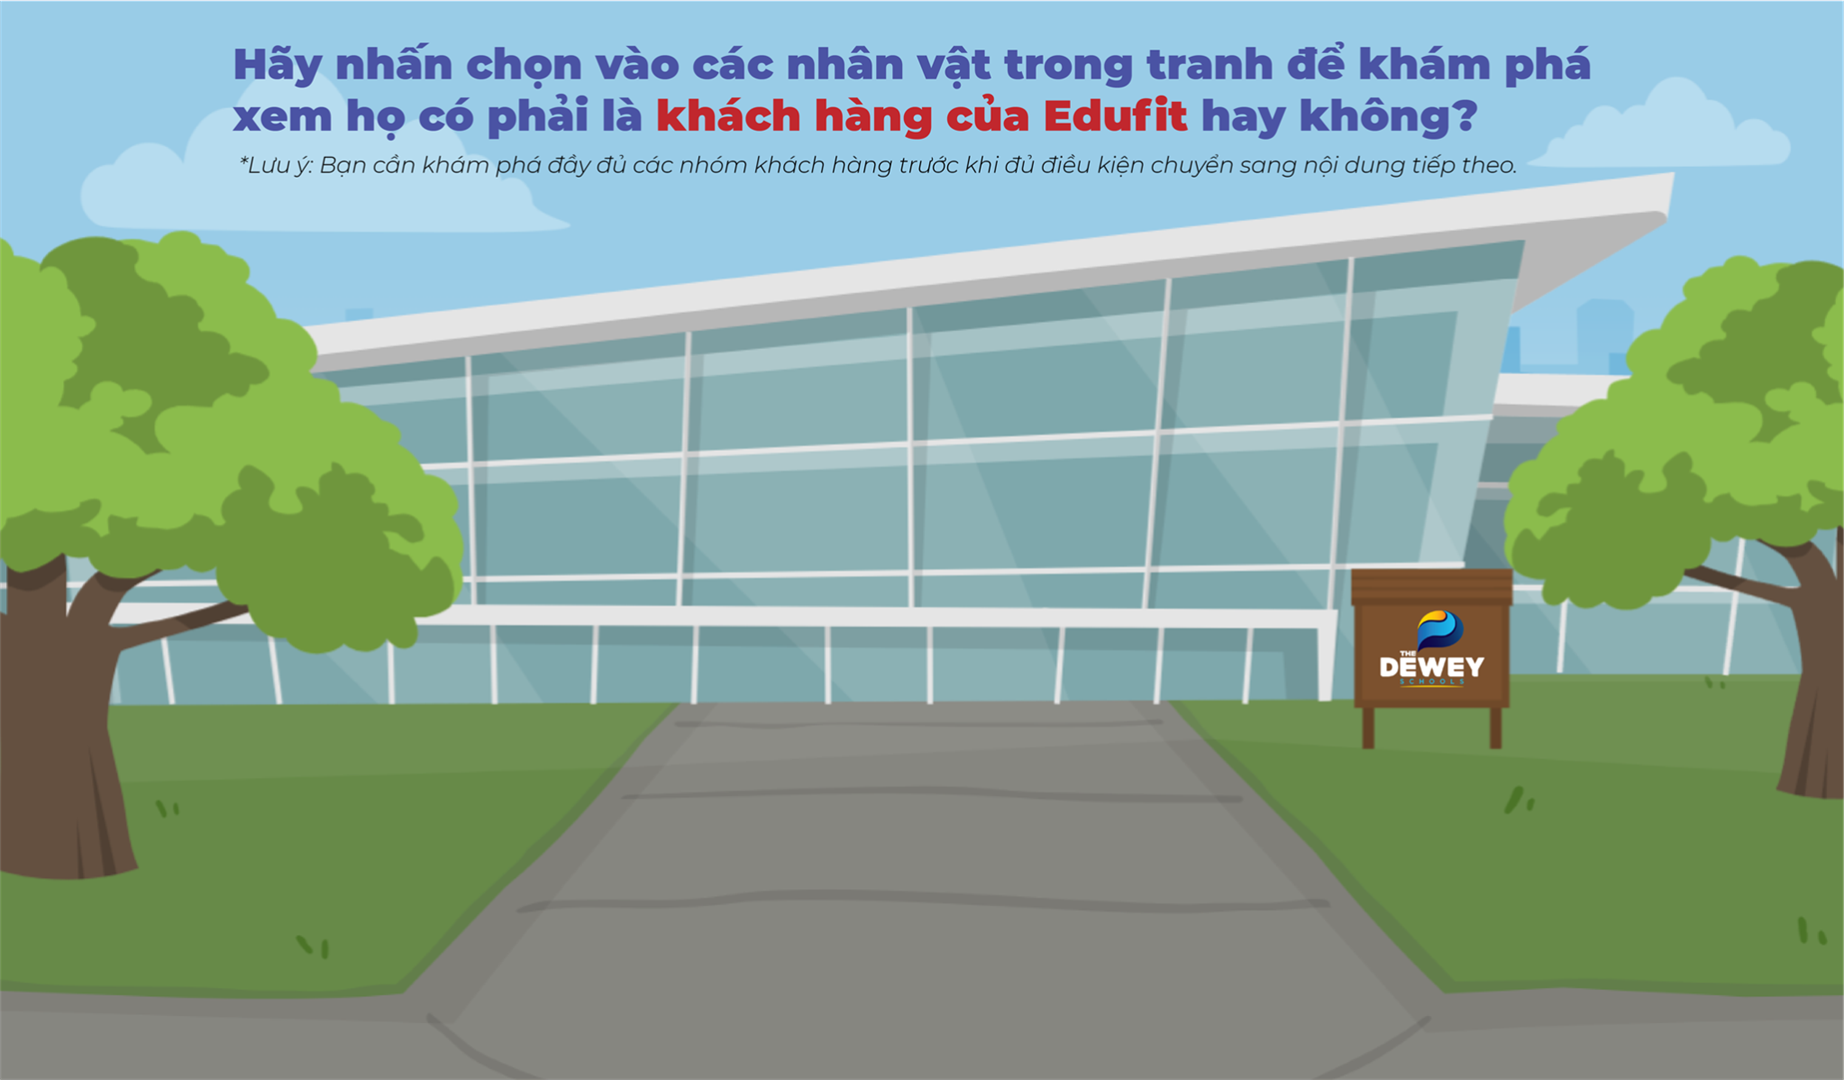 Hãy nhấn chọn vào các nhân vật trong tranh để khám phá
xem họ có phải là khách hàng của Edufit hay không?
*Lưu ý: Bạn cần khám phá đầy đủ các nhóm khách hàng trước khi đủ điều kiện chuyển sang nội dung tiếp theo.
THE
DEWEY
SCHOOLS